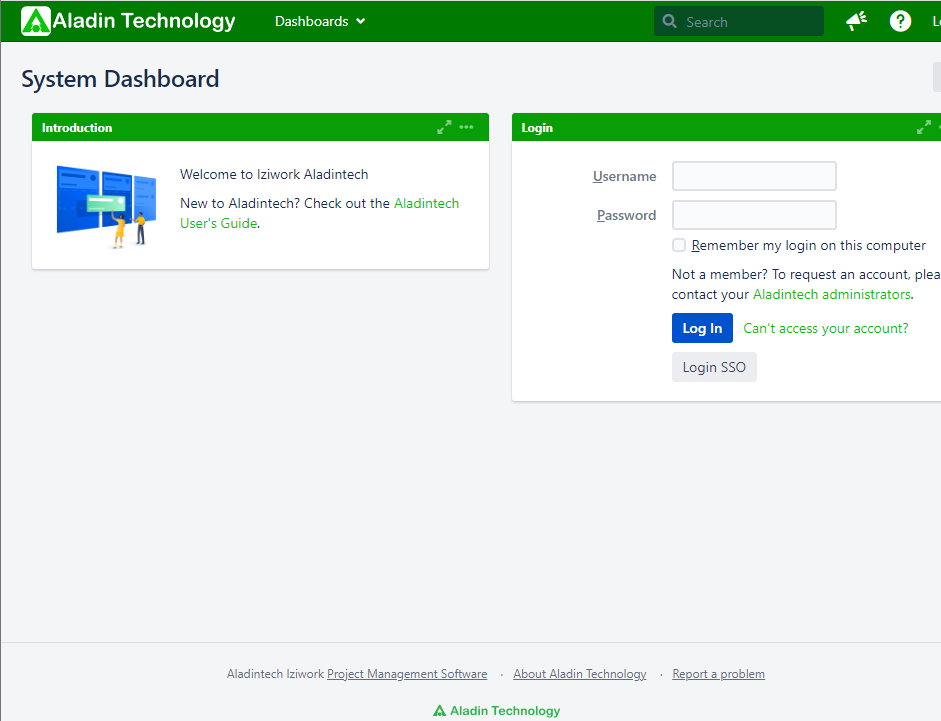 Aladin Technology
Dashboards
Search
System Dashboard
Introduction
Welcome to Iziwork Aladintech
New to Aladintech? Check out the Aladintech
User's Guide.
Login
Username
Password
Remember my login on this computer
Not a member? To request an account, plea
contact your Aladintech administrators.
Log In
Can't access your account?
Login SSO
Aladintech Iziwork Project Management Software · About Aladin Technology · Report a problem
Aladin Technology